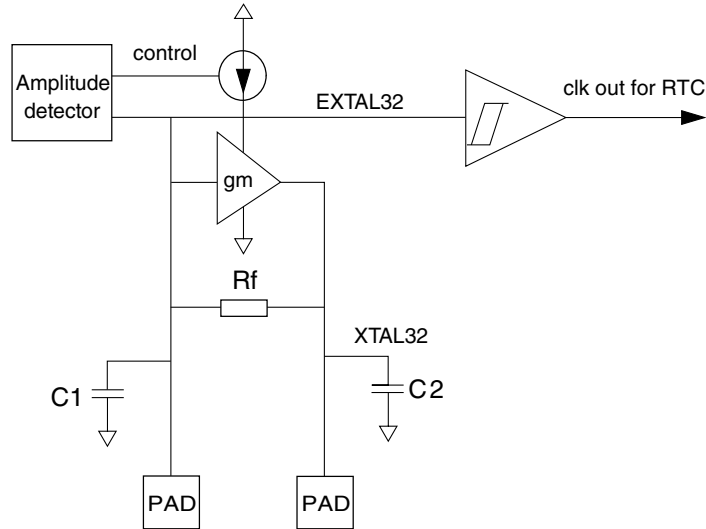 control
Amplitude
detector
EXTAL32
clk out for RTC
gm
Rf
XTAL32
C1
C2
PAD
PAD